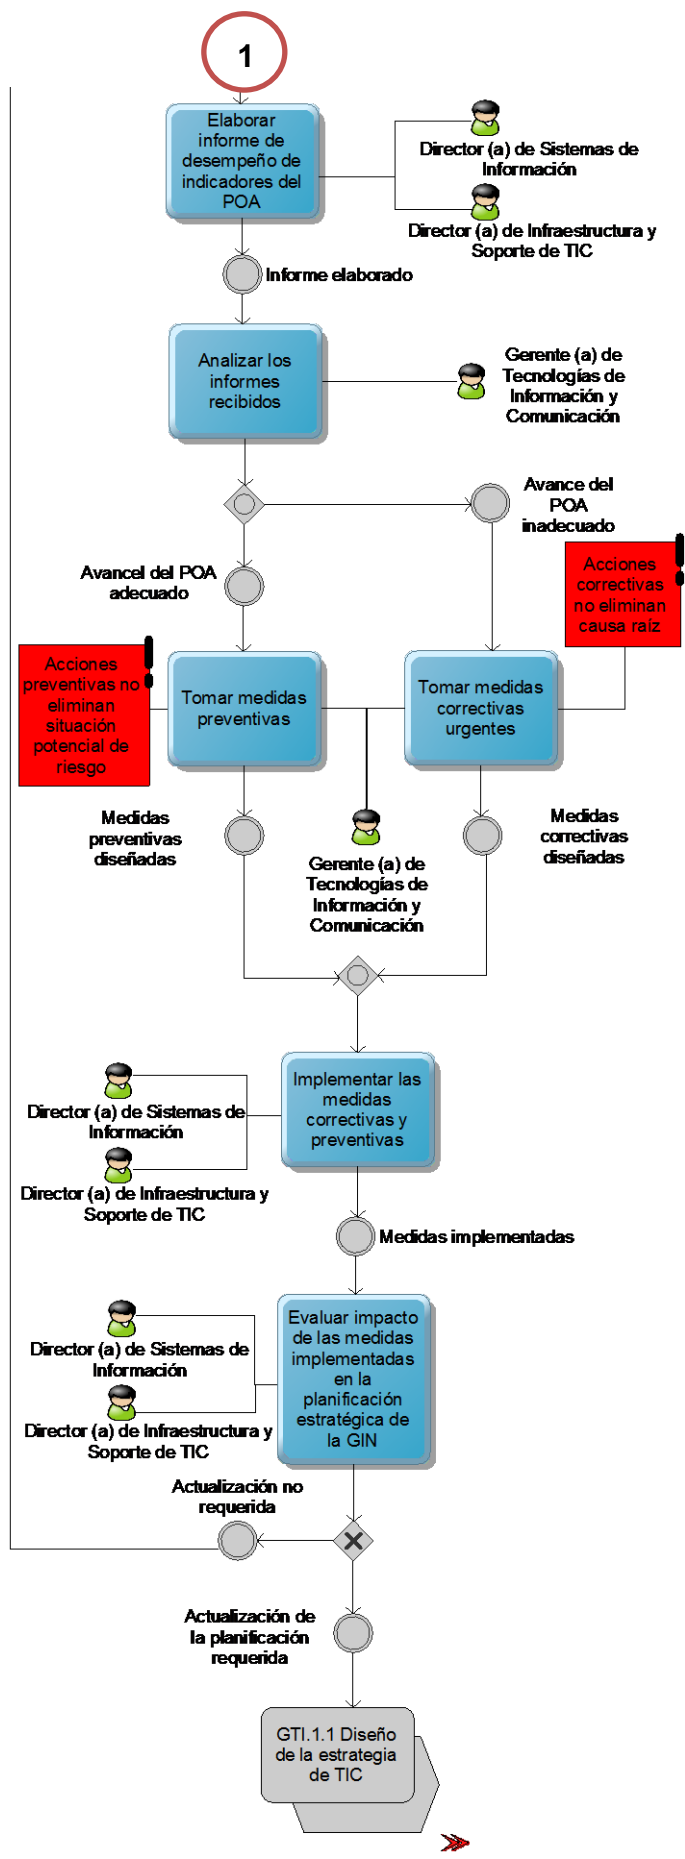 1
Elaborar
informe de
desempeño de
indicadores del
POA
Director (a) de Sistemas de
Información
Director (a) de Infraestructura y
Soporte de TIC
Informe elaborado
Analizar los
informes
recibidos
Gerente (a) de
Tecnologías de
Información y
Comunicación
Avance del
POA
inadecuado
Avancel del POA
adecuado
Acciones
correctivas
no eliminan
causa raíz
Acciones
preventivas no
eliminan
situación
potencial de
riesgo
Tomar medidas
preventivas
Tomar medidas
correctivas
urgentes
Medidas
preventivas
diseñadas
Gerente (a) de
Tecnologías de
Información y
Comunicación
Medidas
correctivas
diseñadas
Implementar las
medidas
correctivas y
preventivas
Director (a) de Sistemas de
Información
Director (a) de Infraestructura y
Soporte de TIC
Medidas implementadas
Evaluar impacto
de las medidas
implementadas
en la
planificación
estratégica de
la GIN
Director (a) de Sistemas de
Información
Director (a) de Infraestructura y
Soporte de TIC
Actualización no
requerida
Actualización de
la planificación
requerida
GTI.1.1 Diseño
de la estrategia
de TIC